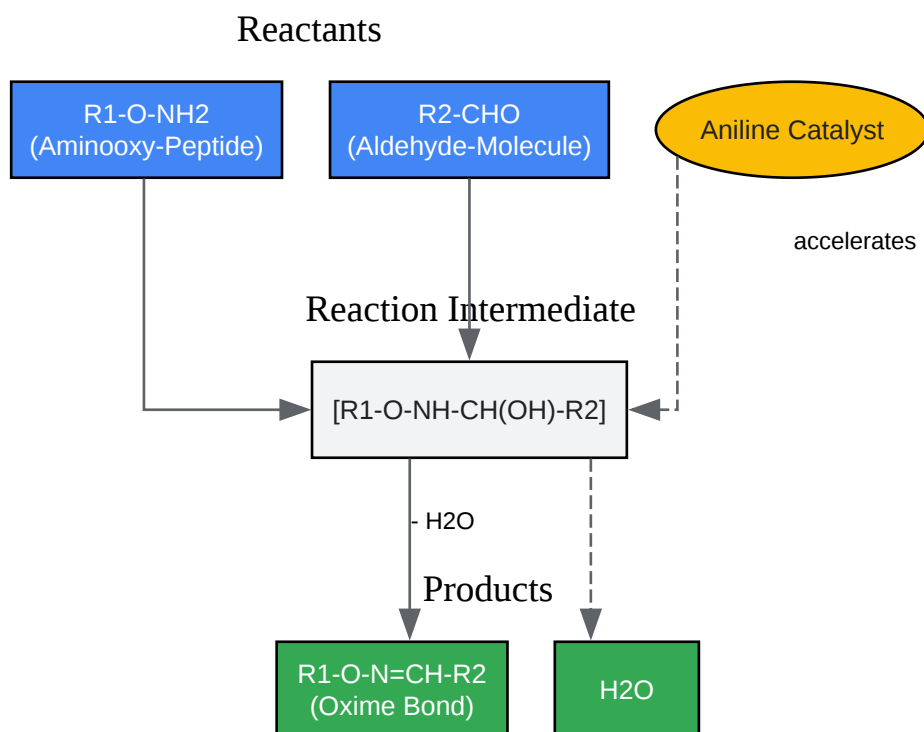 Reactants
R1-O-NH2
(Aminooxy-Peptide)
R2-CHO
(Aldehyde-Molecule)
Aniline Catalyst
accelerates
Reaction Intermediate
[R1-O-NH-CH(OH)-R2]
- H2O
Products
R1-O-N=CH-R2
(Oxime Bond)
H2O